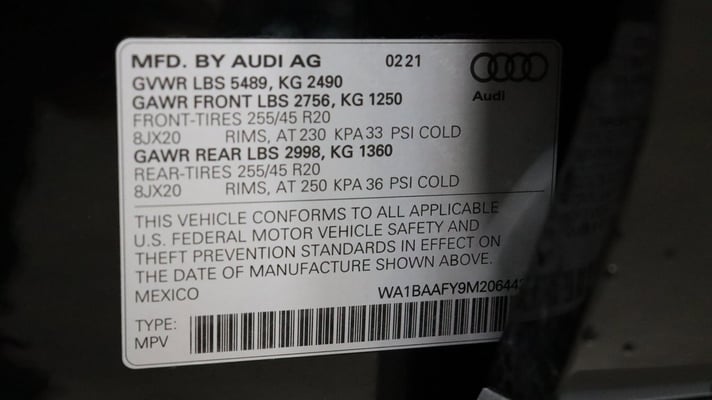 MFD. BY AUDI AG 02 21
GVWR LBS 5489, KG 2490
GAWR FRONT LBS 2756, KG 1250
Audi
FRONT-TIRES 255/45 R20
8JX20 RIMS, AT 230 KPA 33 PSI COLD
GAWR REAR LBS 2998, KG 1360
REAR-TIRES 255/45 R20
8JX20 RIMS, AT 250 KPA 36 PSI COLD
THIS VEHICLE CONFORMS TO ALL APPLICABLE
U.S. FEDERAL MOTOR VEHICLE SAFETY AND
THEFT PREVENTION STANDARDS IN EFFECT ON
THE DATE OF MANUFACTURE SHOWN ABOVE.
MEXICO
TYPE:
MPV